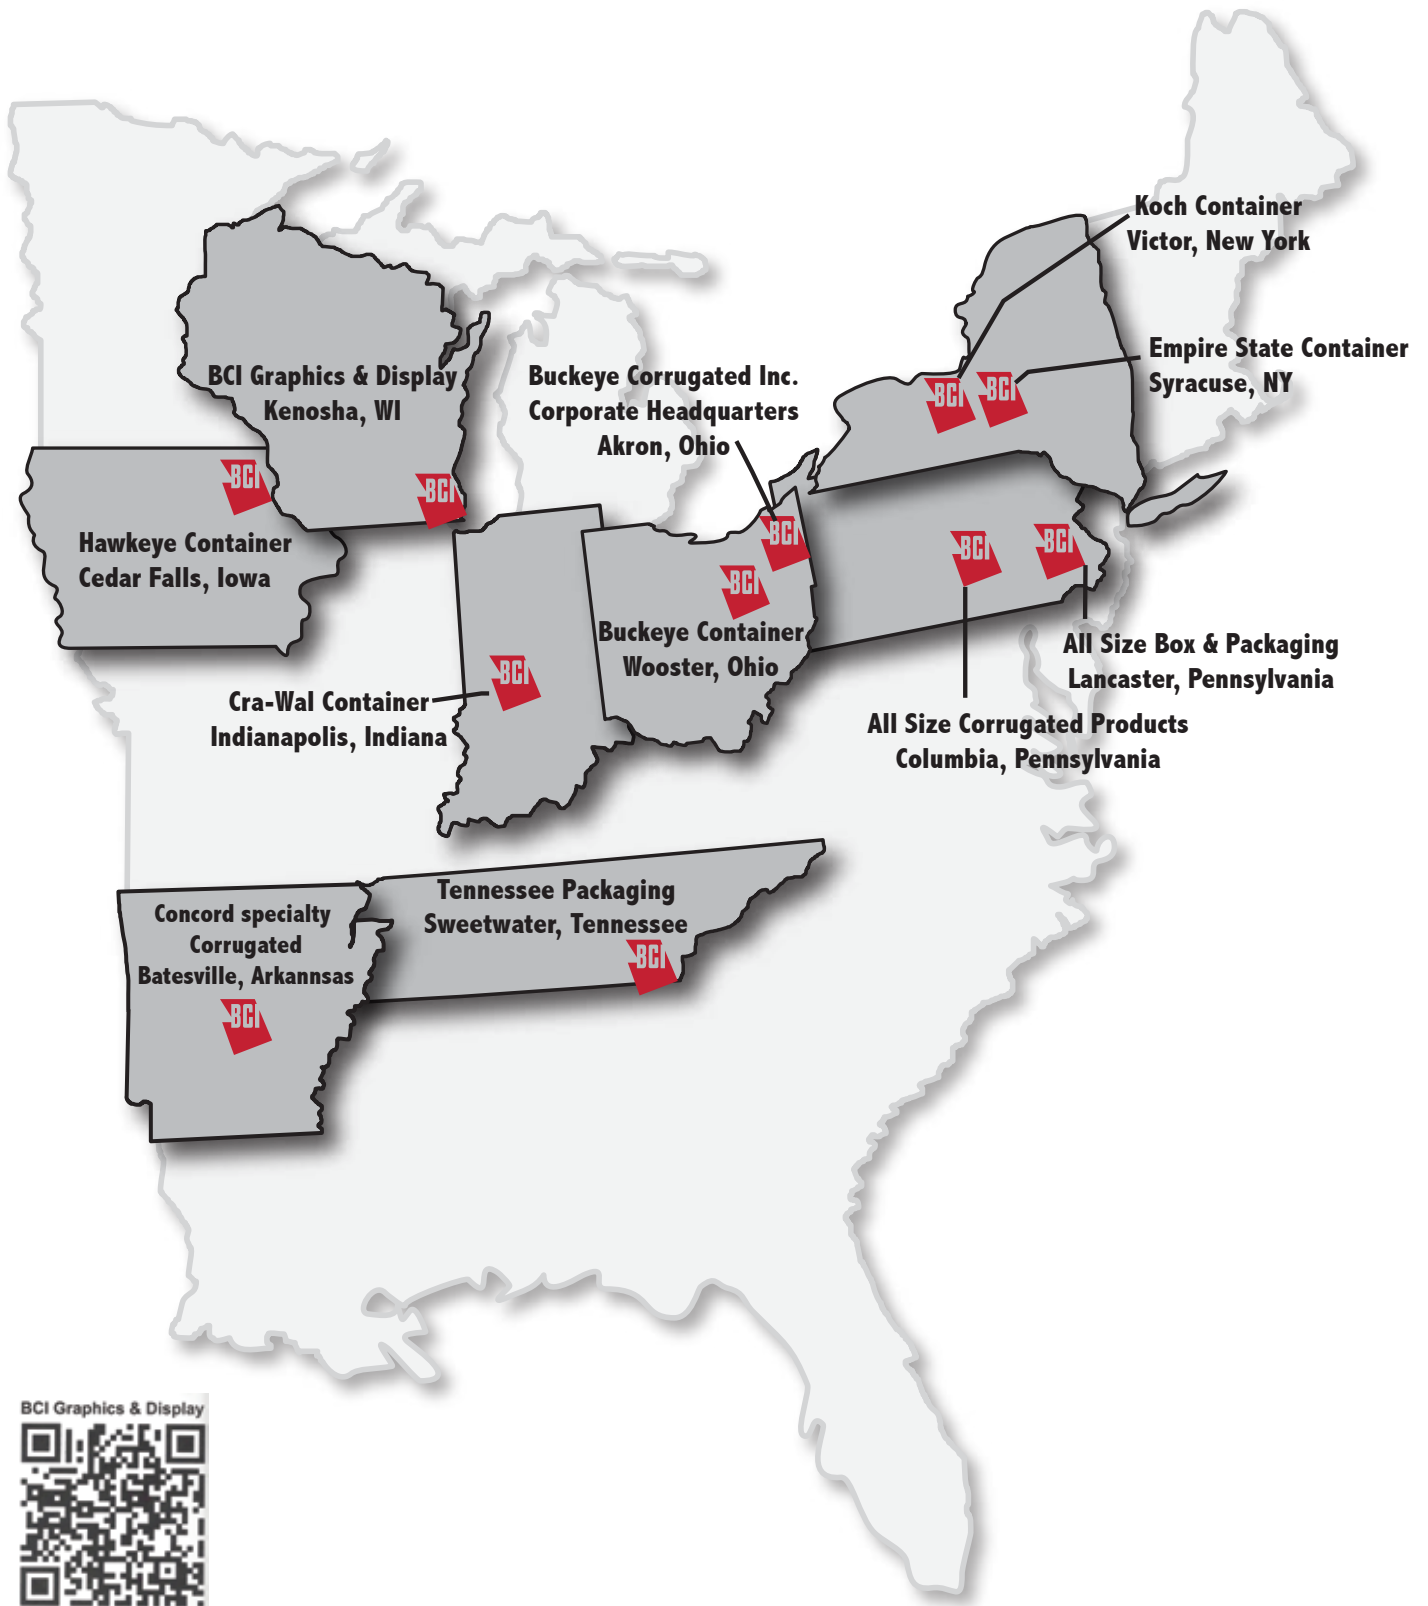 Koch Container
Victor, New York
Empire State Container
Syracuse, NY
BCI Graphics & Display
Kenosha, WI
Buckeye Corrugated Inc.
Corporate Headquarters
Akron, Ohio
BCI
BCI
BCI
BCI
Hawkeye Container
Cedar Falls, Iowa
BCI
BCI
BCI
BCI
Buckeye Container
Wooster, Ohio
All Size Box & Packaging
Lancaster, Pennsylvania
BCI
Cra-Wal Container
Indianapolis, Indiana
All Size Corrugated Products
Columbia, Pennsylvania
Tennessee Packaging
Sweetwater, Tennessee
BCI
Concord specialty
Corrugated
Batesville, Arkannsas
BCI
BCI Graphics & Display